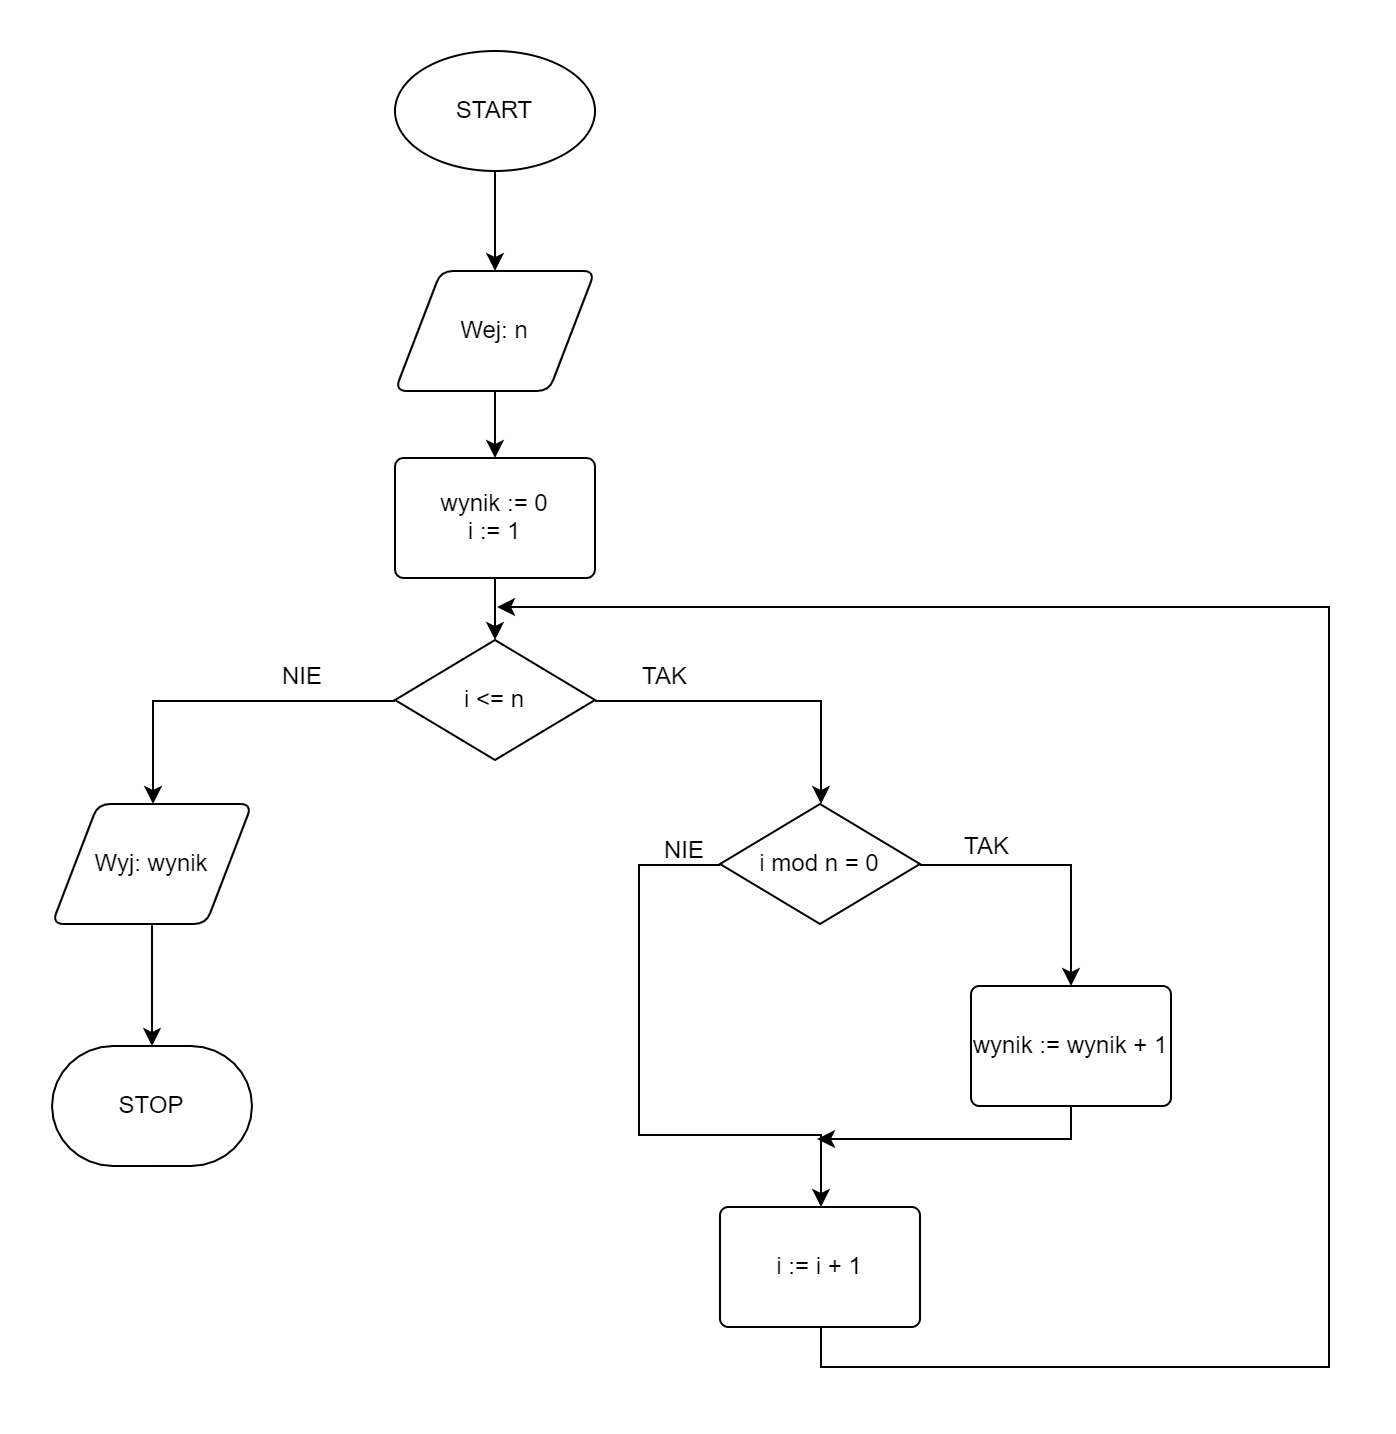 START
Wej: n
wynik := 0
i := 1
NIE
TAK
i <= n
Wyj: wynik
NIE
TAK
i mod n = 0
wynik := wynik + 1
STOP
i := i + 1